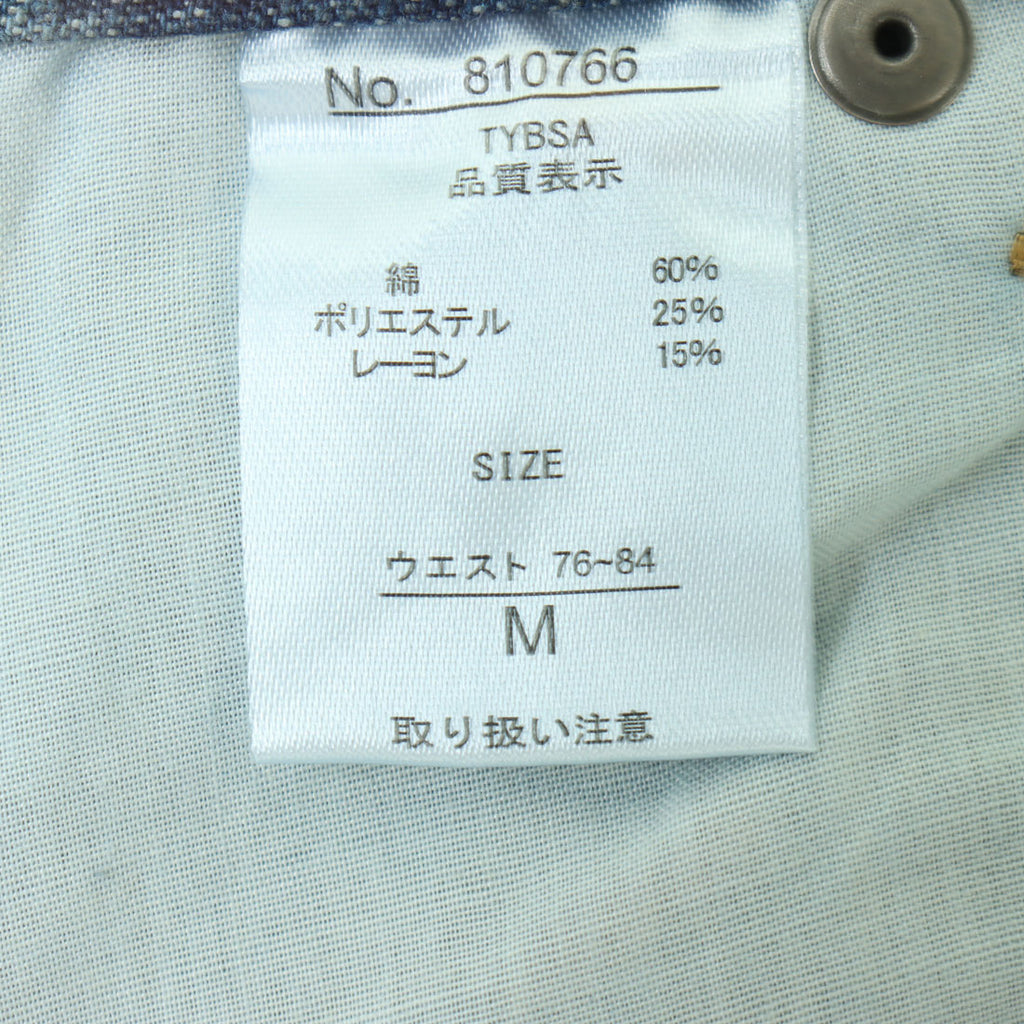 No. 810766
TYBSA
品質表示
綿 60%
ポリエステル 25%
レーヨン 15%
SIZE
ウエスト 76~84
M
取り扱い注意